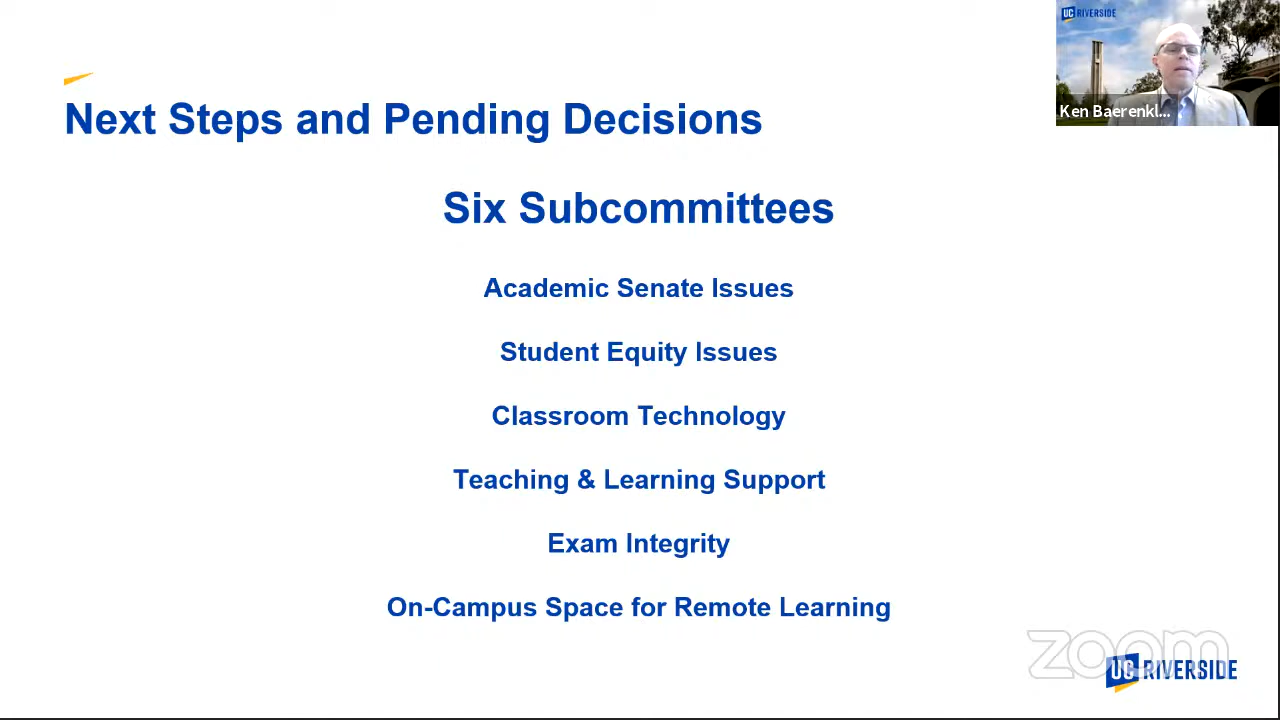 UC RIVERSIDE
Ken Baerenkl...
Next Steps and Pending Decisions
Six Subcommittees
Academic Senate Issues
Student Equity Issues
Classroom Technology
Teaching & Learning Support
Exam Integrity
On-Campus Space for Remote Learning
zoom
UC RIVERSIDE